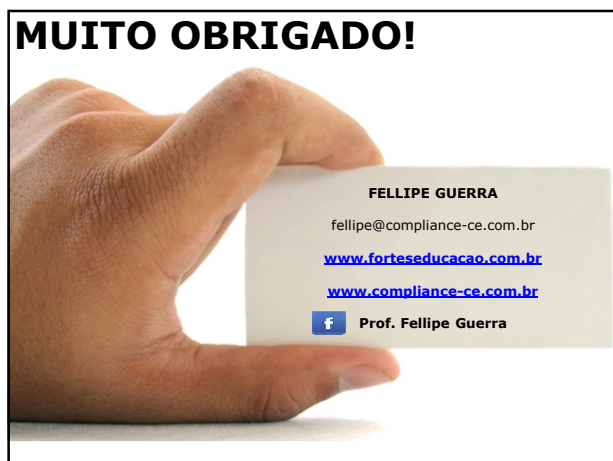 MUITO OBRIGADO!
FELLIPE GUERRA
fellipe@compliance-ce.com.br
www.forteseducacao.com.br
www.compliance-ce.com.br
f Prof. Fellipe Guerra